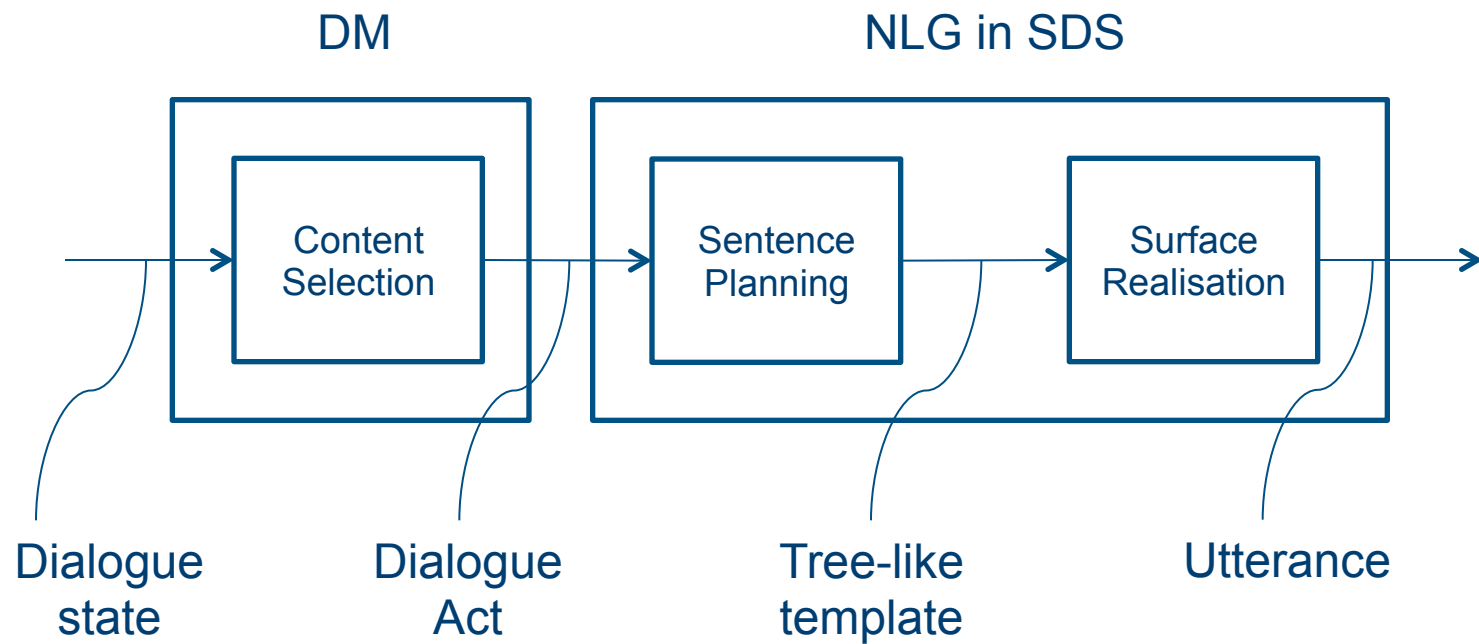 DM
NLG in SDS
Content
Selection
Sentence
Planning
Surface
Realisation
Dialogue
state
Dialogue
Act
Tree-like
template
Utterance